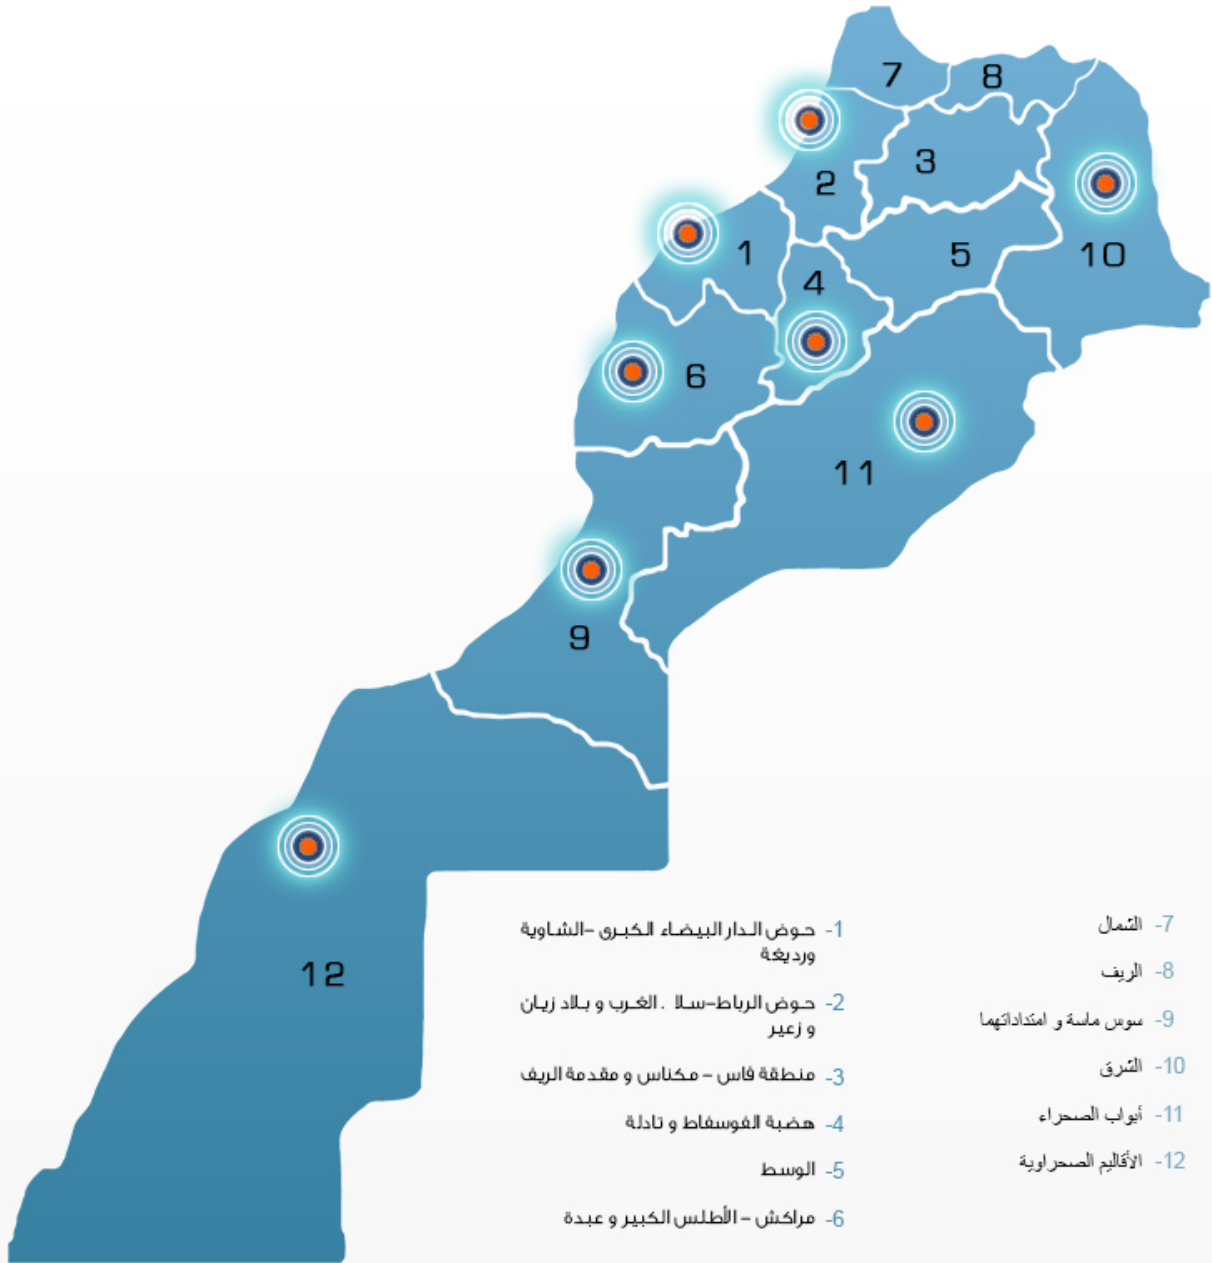 7
8
3
2
10
1
5
4
6
11
9
12
1- حوض الدار البيضاء الكبرى –الشاوية
ورديغة
2- حوض الرباط–سلا . الغرب و بلاد زيان
و زعير
3- منطقة فاس – مكناس و مقدمة الريف
4- هضبة الفوسفاط و تادلة
5- الوسط
6- مراكش – الأطلس الكبير و عبدة
7- الشمال
8- الريف
9- سوس ماسة و امتداداتهما
10- الشرق
11- أبواب الصحراء
12- الأقاليم الصحراوية